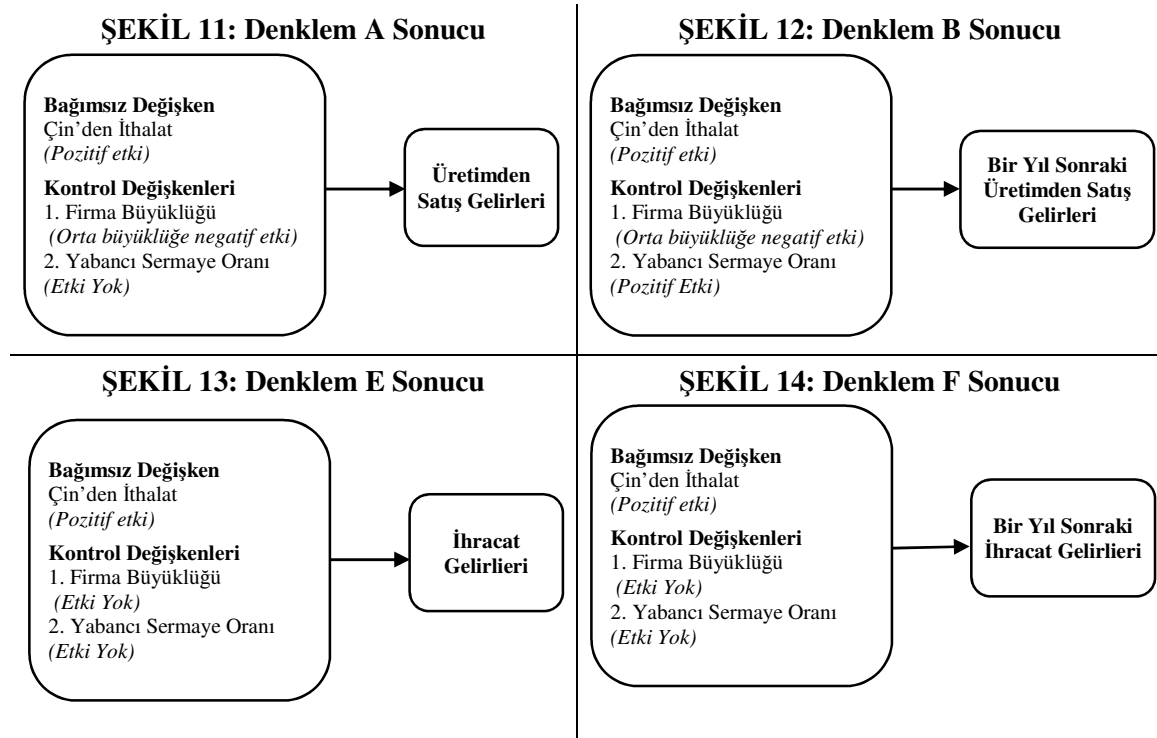 ŞEKİL 11: Denklem A Sonucu
Bağımsız Değişken
Çin’den İthalat
(Pozitif etki)
Kontrol Değişkenleri
1. Firma Büyüklüğü
(Orta büyüklüğe negatif etki)
2. Yabancı Sermaye Oranı
(Etki Yok)
Üretimden
Satış Gelirleri
ŞEKİL 12: Denklem B Sonucu
Bağımsız Değişken
Çin’den İthalat
(Pozitif etki)
Kontrol Değişkenleri
1. Firma Büyüklüğü
(Orta büyüklüğe negatif etki)
2. Yabancı Sermaye Oranı
(Pozitif Etki)
Bir Yıl Sonraki
Üretimden Satış
Gelirleri
ŞEKİL 13: Denklem E Sonucu
Bağımsız Değişken
Çin’den İthalat
(Pozitif etki)
Kontrol Değişkenleri
1. Firma Büyüklüğü
(Etki Yok)
2. Yabancı Sermaye Oranı
(Etki Yok)
İhracat
Gelirlieri
ŞEKİL 14: Denklem F Sonucu
Bağımsız Değişken
Çin’den İthalat
(Pozitif etki)
Kontrol Değişkenleri
1. Firma Büyüklüğü
(Etki Yok)
2. Yabancı Sermaye Oranı
(Etki Yok)
Bir Yıl Sonraki
İhracat Gelirlieri